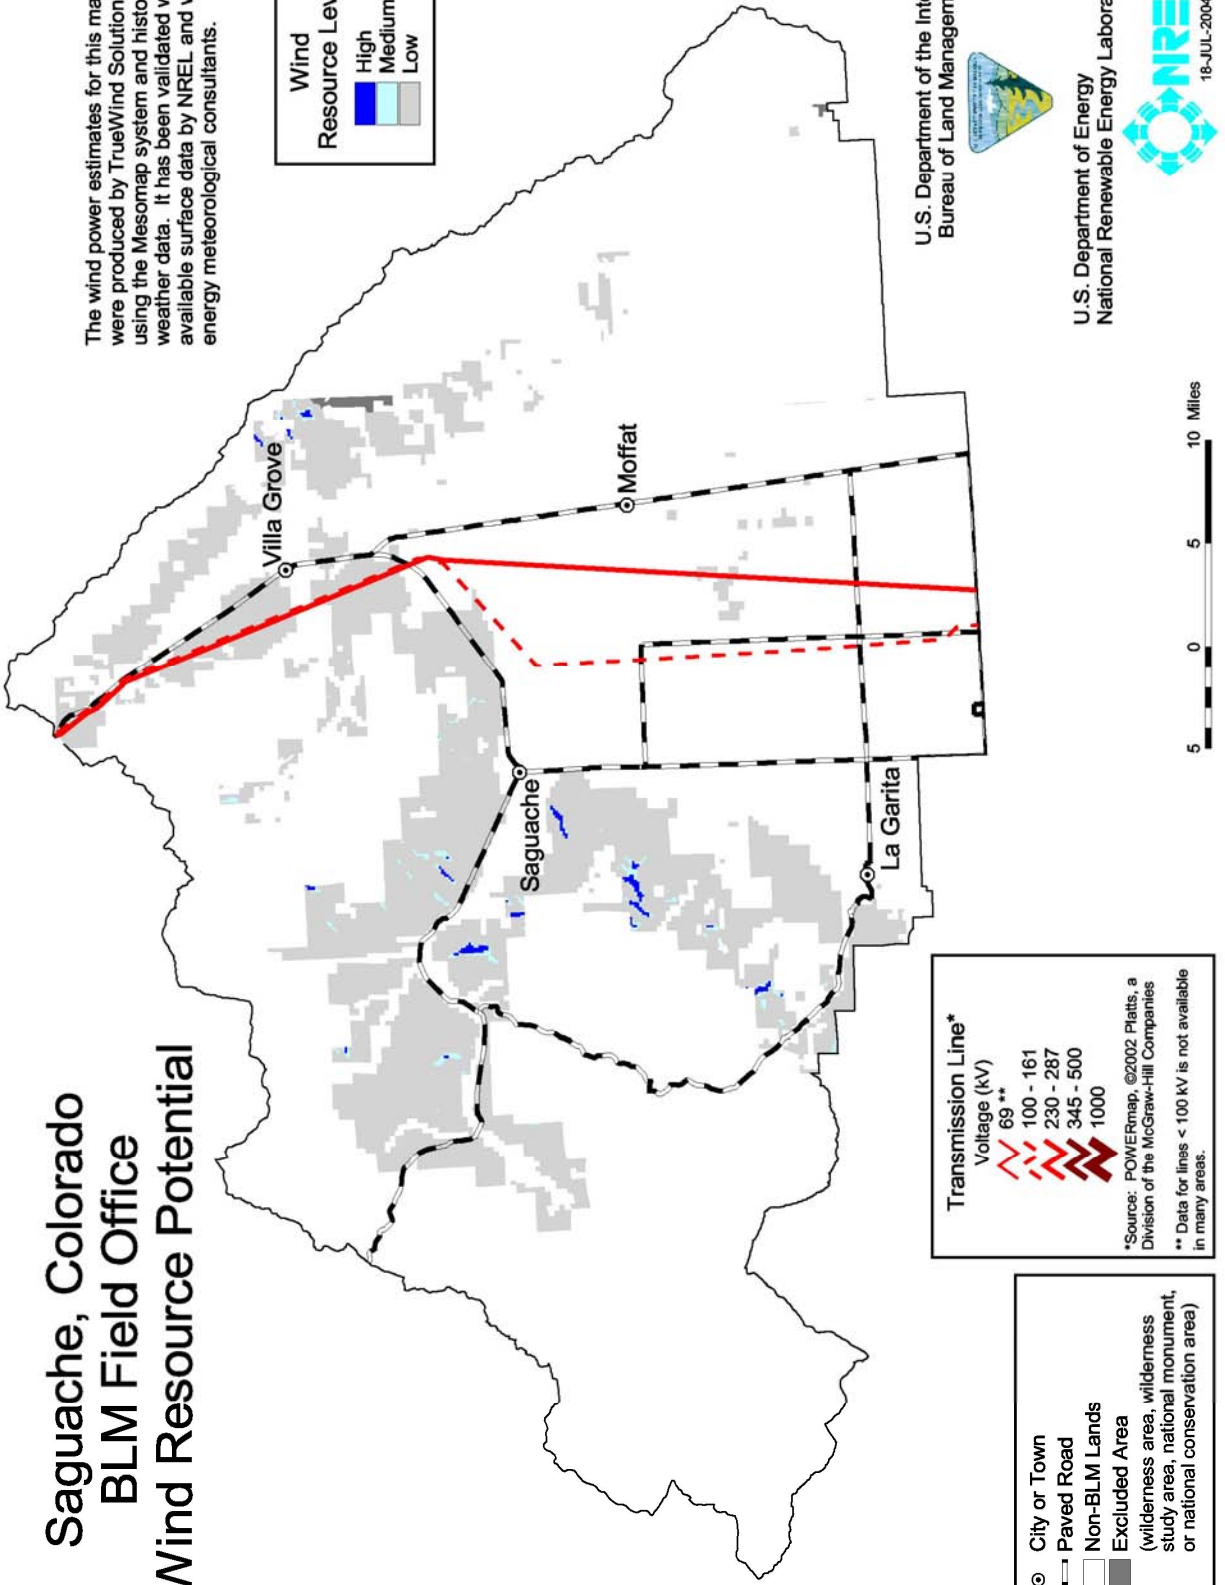 Saguache, Colorado
BLM Field Office
Wind Resource Potential
The wind power estimates for this ma
were produced by TrueWind Solution
using the Mesomap system and histo
weather data. It has been validated w
available surface data by NREL and w
energy meteorological consultants.
Wind
Resource Lev
High
Medium
Low
Villa Grove
Moffat
Saguache
La Garita
U.S. Department of the Inte
Bureau of Land Managem
U.S. Department of Energy
National Renewable Energy Labora
NRE
18-JUL-2004
5 0 5 10 Miles
Transmission Line*
Voltage (kV)
69 **
100 - 161
230 - 287
345 - 500
1000
*Source: POWERmap, ©2002 Platts, a
Division of the McGraw-Hill Companies
** Data for lines < 100 kV is not available
in many areas.
City or Town
Paved Road
Non-BLM Lands
Excluded Area
(wilderness area, wilderness
study area, national monument,
or national conservation area)